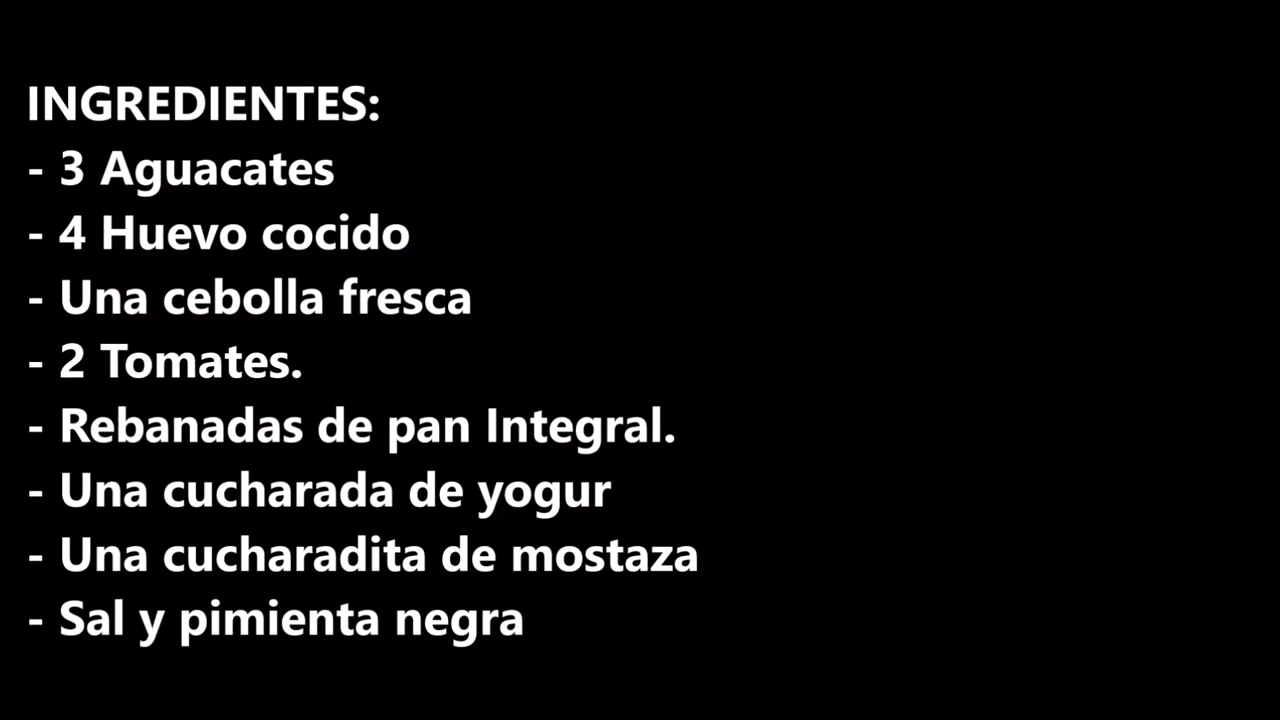 INGREDIENTES:
- 3 Aguacates
- 4 Huevo cocido
- Una cebolla fresca
- 2 Tomates.
- Rebanadas de pan Integral.
- Una cucharada de yogur
- Una cucharadita de mostaza
- Sal y pimienta negra